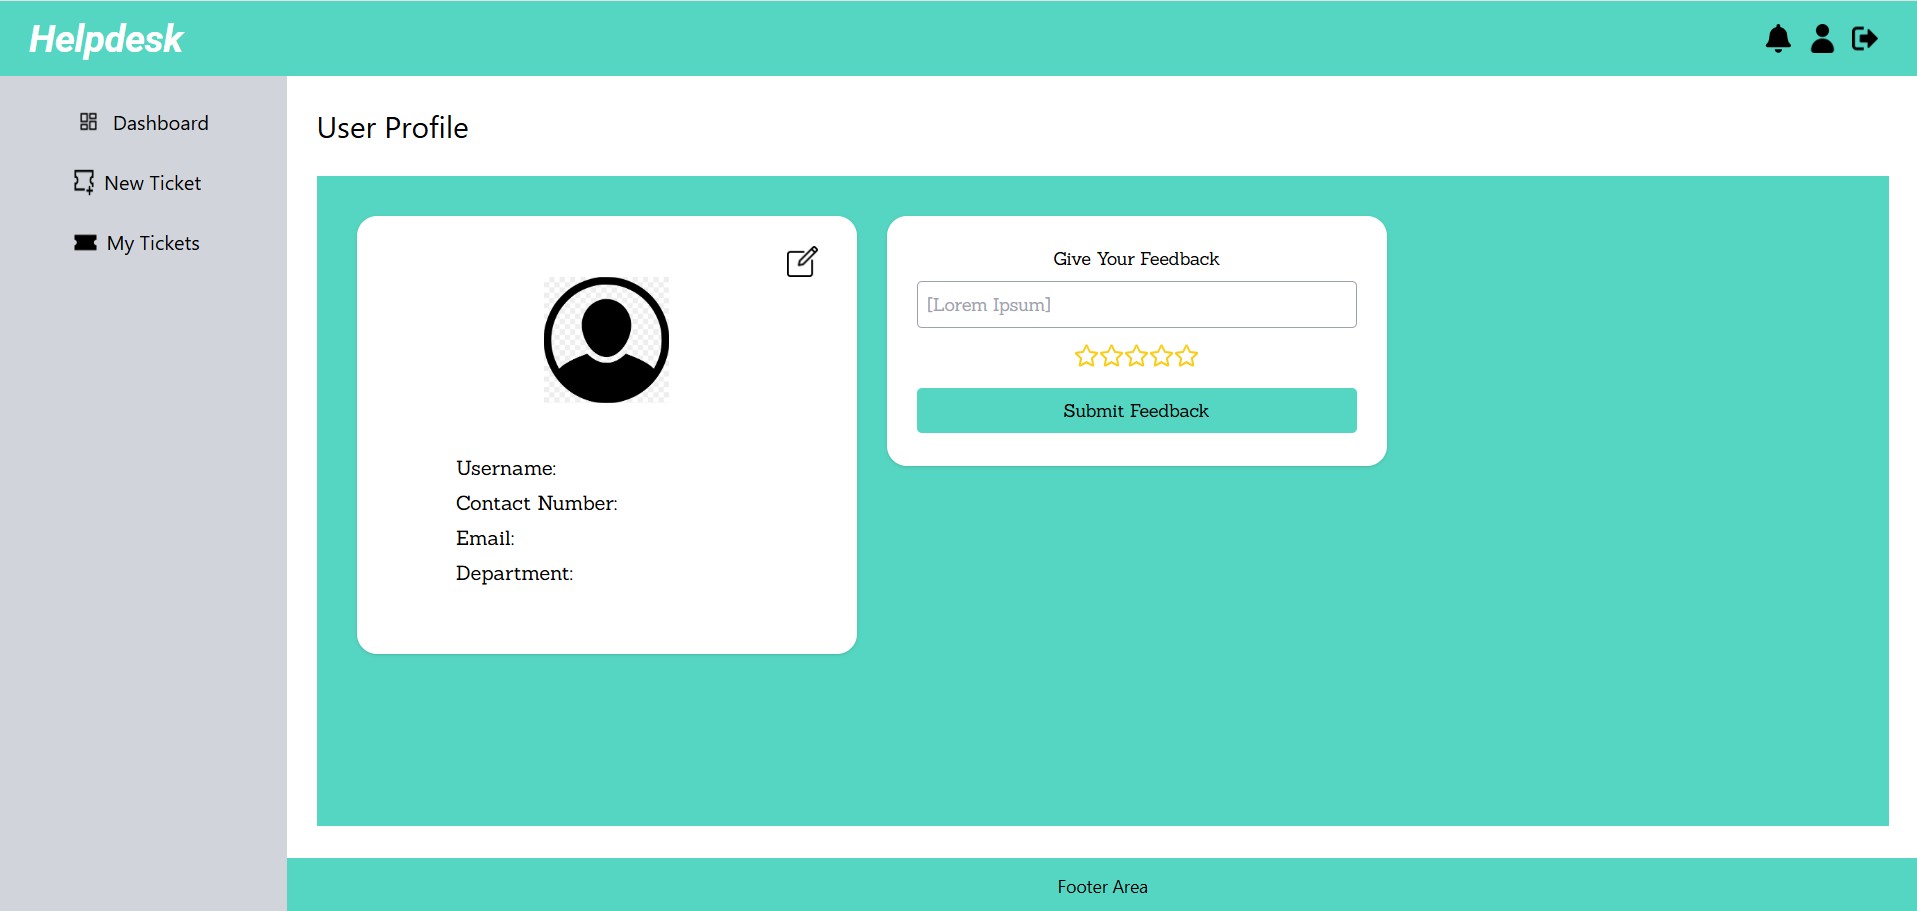 Helpdesk
Dashboard
New Ticket
My Tickets
User Profile
Username:
Contact Number:
Email:
Department:
Give Your Feedback
[Lorem Ipsum]
Submit Feedback
Footer Area